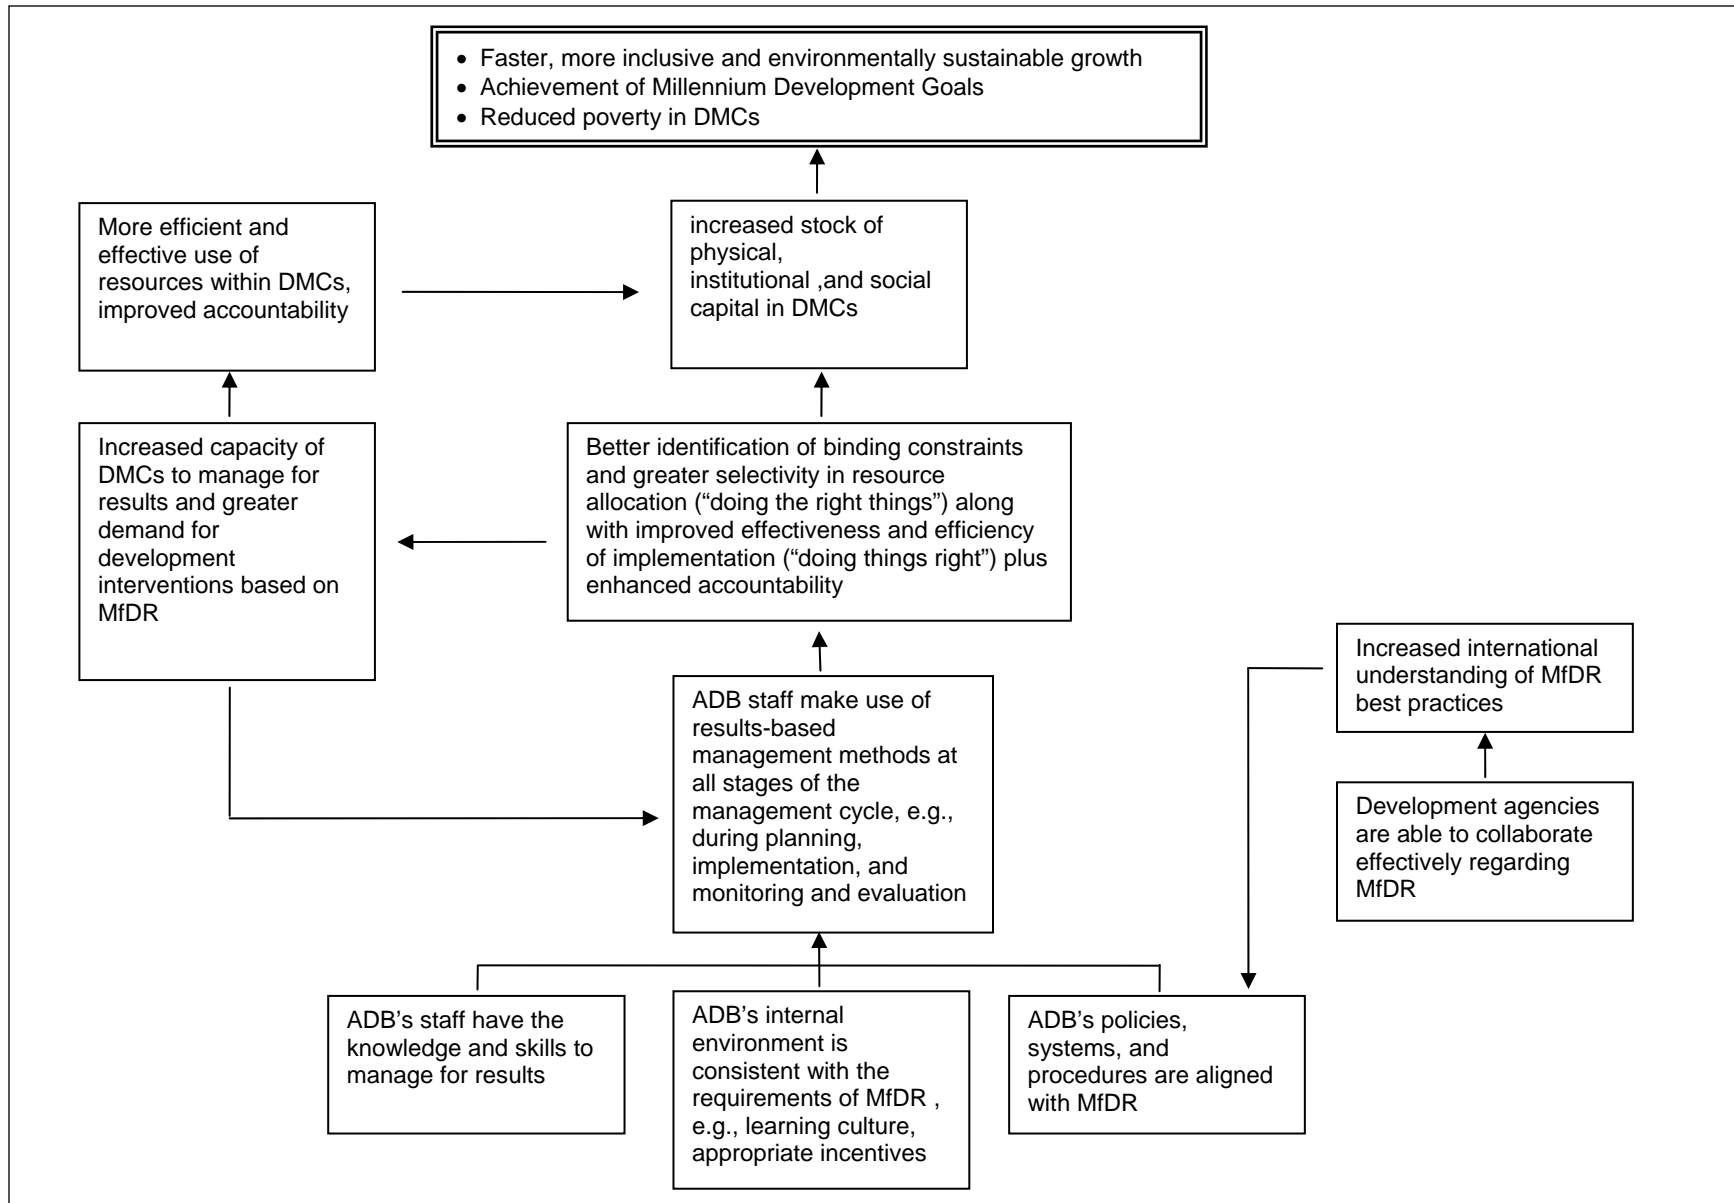 • Faster, more inclusive and environmentally sustainable growth
• Achievement of Millennium Development Goals
• Reduced poverty in DMCs
More efficient and
effective use of
resources within DMCs,
improved accountability
increased stock of
physical,
institutional ,and social
capital in DMCs
Increased capacity of
DMCs to manage for
results and greater
demand for
development
interventions based on
MfDR
Better identification of binding constraints
and greater selectivity in resource
allocation (“doing the right things”) along
with improved effectiveness and efficiency
of implementation (“doing things right”) plus
enhanced accountability
Increased international
understanding of MfDR
best practices
ADB staff make use of
results-based
management methods at
all stages of the
management cycle, e.g.,
during planning,
implementation, and
monitoring and evaluation
Development agencies
are able to collaborate
effectively regarding
MfDR
ADB’s staff have the
knowledge and skills to
manage for results
ADB’s internal
environment is
consistent with the
requirements of MfDR ,
e.g., learning culture,
appropriate incentives
ADB’s policies,
systems, and
procedures are aligned
with MfDR